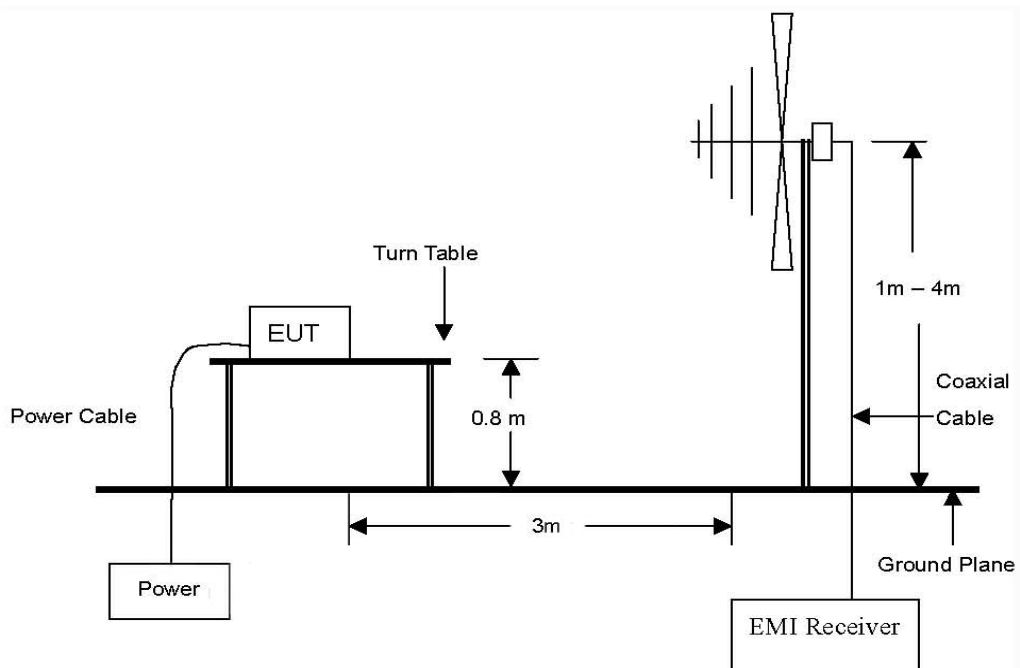 Turn Table
EUT
1m – 4m
Power Cable
0.8 m
Coaxial
Cable
3m
Ground Plane
Power
EMI Receiver